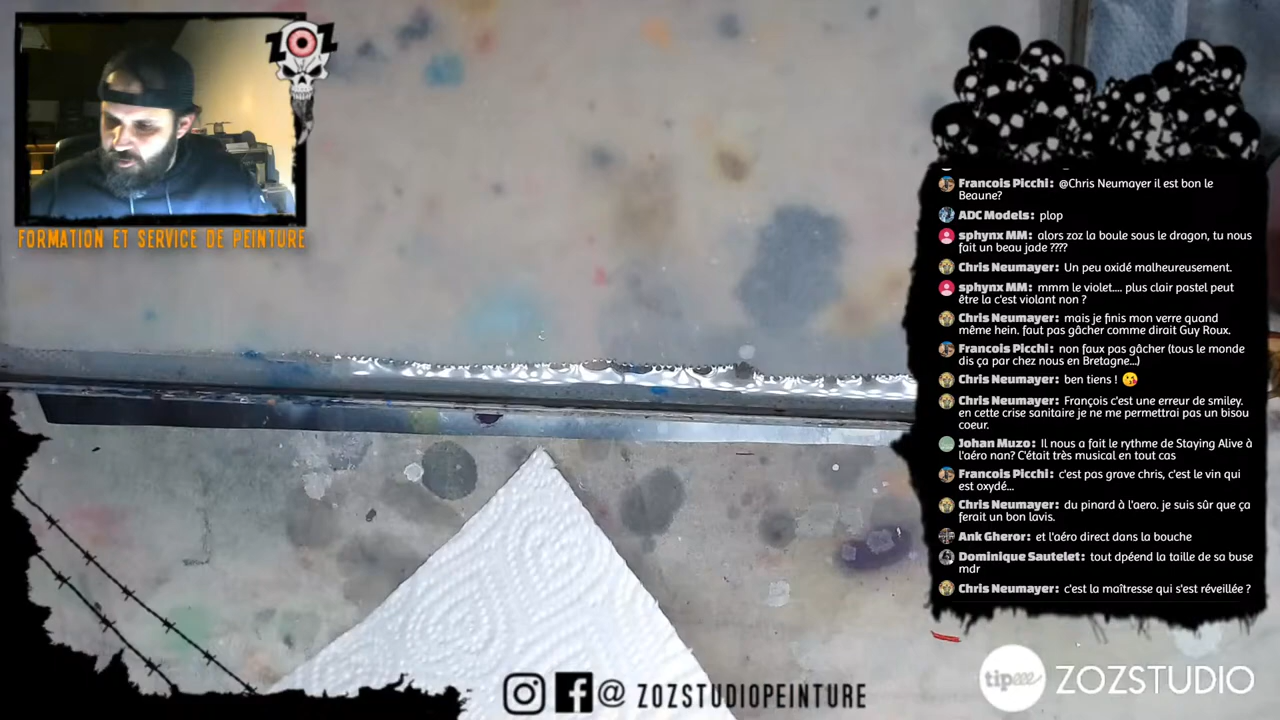 ZOZ
FORMATION ET SERVICE DE PEINTURE
Francois Picchi: @Chris Neumayer il est bon le
Beaune?
ADC Models: plop
sphynx MM: alors zoz la boule sous le dragon, tu nous
fait un beau jade ????
Chris Neumayer: Un peu oxidé malheureusement.
sphynx MM: mmm le violet.... plus clair pastel peut
être la c'est violant non ?
Chris Neumayer: mais je finis mon verre quand
même hein. faut pas gâcher comme dirait Guy Roux.
Francois Picchi: non faux pas gâcher (tous le monde
dis ça par chez nous en Bretagne...)
Chris Neumayer: ben tiens ! 😘
Chris Neumayer: François c'est une erreur de smiley.
en cette crise sanitaire je ne me permettrai pas un bisou
coeur.
Johan Muzo: Il nous a fait le rythme de Staying Alive à
l'aéro nan? C'était très musical en tout cas
Francois Picchi: c'est pas grave chris, c'est le vin qui
est oxydé...
Chris Neumayer: du pinard à l'aero. je suis sûr que ça
ferait un bon lavis.
Ank Gheror: et l'aéro direct dans la bouche
Dominique Sautelet: tout dpéend la taille de sa buse
mdr
Chris Neumayer: c'est la maîtresse qui s'est réveillée ?
@ ZOZSTUDIOPEINTURE
tipeee ZOZSTUDIO